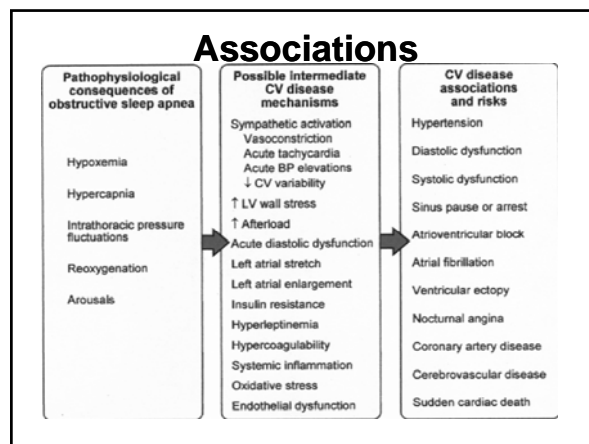 Associations
Pathophysiological
consequences of
obstructive sleep apnea
Hypoxemia
Hypercapnia
Intrathoracic pressure
fluctuations
Reoxygenation
Arousals
Possible intermediate
CV disease
mechanisms
Sympathetic activation
Vasoconstriction
Acute tachycardia
Acute BP elevations
↓ CV variability
↑ LV wall stress
↑ Afterload
Acute diastolic dysfunction
Left atrial stretch
Left atrial enlargement
Insulin resistance
Hyperleptinemia
Hypercoagulability
Systemic inflammation
Oxidative stress
Endothelial dysfunction
CV disease
associations
and risks
Hypertension
Diastolic dysfunction
Systolic dysfunction
Sinus pause or arrest
Atrioventricular block
Atrial fibrillation
Ventricular ectopy
Nocturnal angina
Coronary artery disease
Cerebrovascular disease
Sudden cardiac death